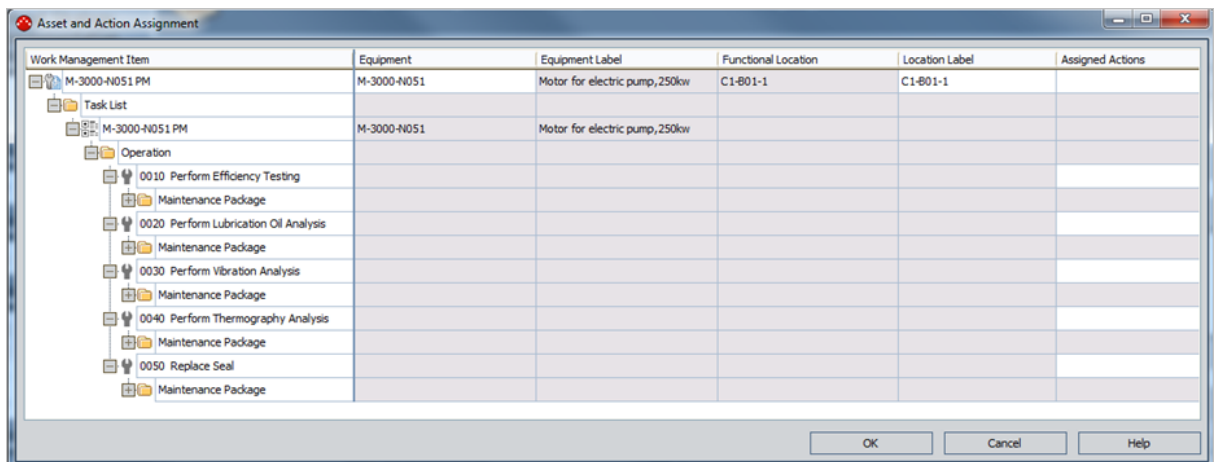 Asset and Action Assignment
Work Management Item Equipment Equipment Label Functional Location Location Label Assigned Actions
M-3000-N051 PM M-3000-N051 Motor for electric pump,250kw C1-B01-1 C1-B01-1
Task List
M-3000-N051 PM M-3000-N051 Motor for electric pump,250kw
Operation
0010 Perform Efficiency Testing
Maintenance Package
0020 Perform Lubrication Oil Analysis
Maintenance Package
0030 Perform Vibration Analysis
Maintenance Package
0040 Perform Thermography Analysis
Maintenance Package
0050 Replace Seal
Maintenance Package
OK Cancel Help